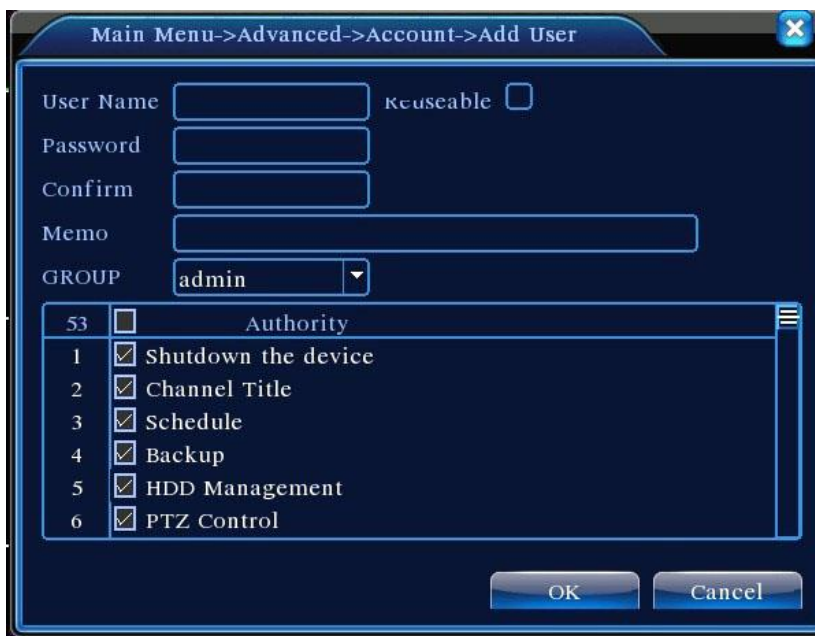 Main Menu->Advanced->Account->Add User
User Name Reuseable
Password
Confirm
Memo
GROUP admin
53 Authority
1 Shutdown the device
2 Channel Title
3 Schedule
4 Backup
5 HDD Management
6 PTZ Control
OK Cancel